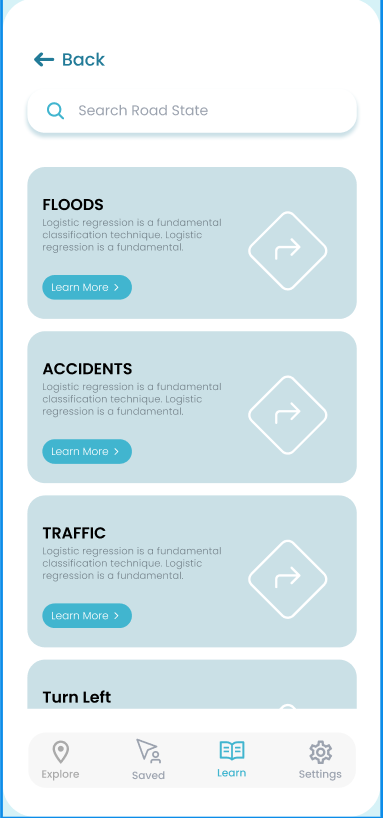 Back
Search Road State
FLOODS
Logistic regression is a fundamental
classification technique. Logistic
regression is a fundamental.
Learn More
ACCIDENTS
Logistic regression is a fundamental
classification technique. Logistic
regression is a fundamental.
Learn More
TRAFFIC
Logistic regression is a fundamental
classification technique. Logistic
regression is a fundamental.
Learn More
Turn Left
Explore Saved Learn Settings